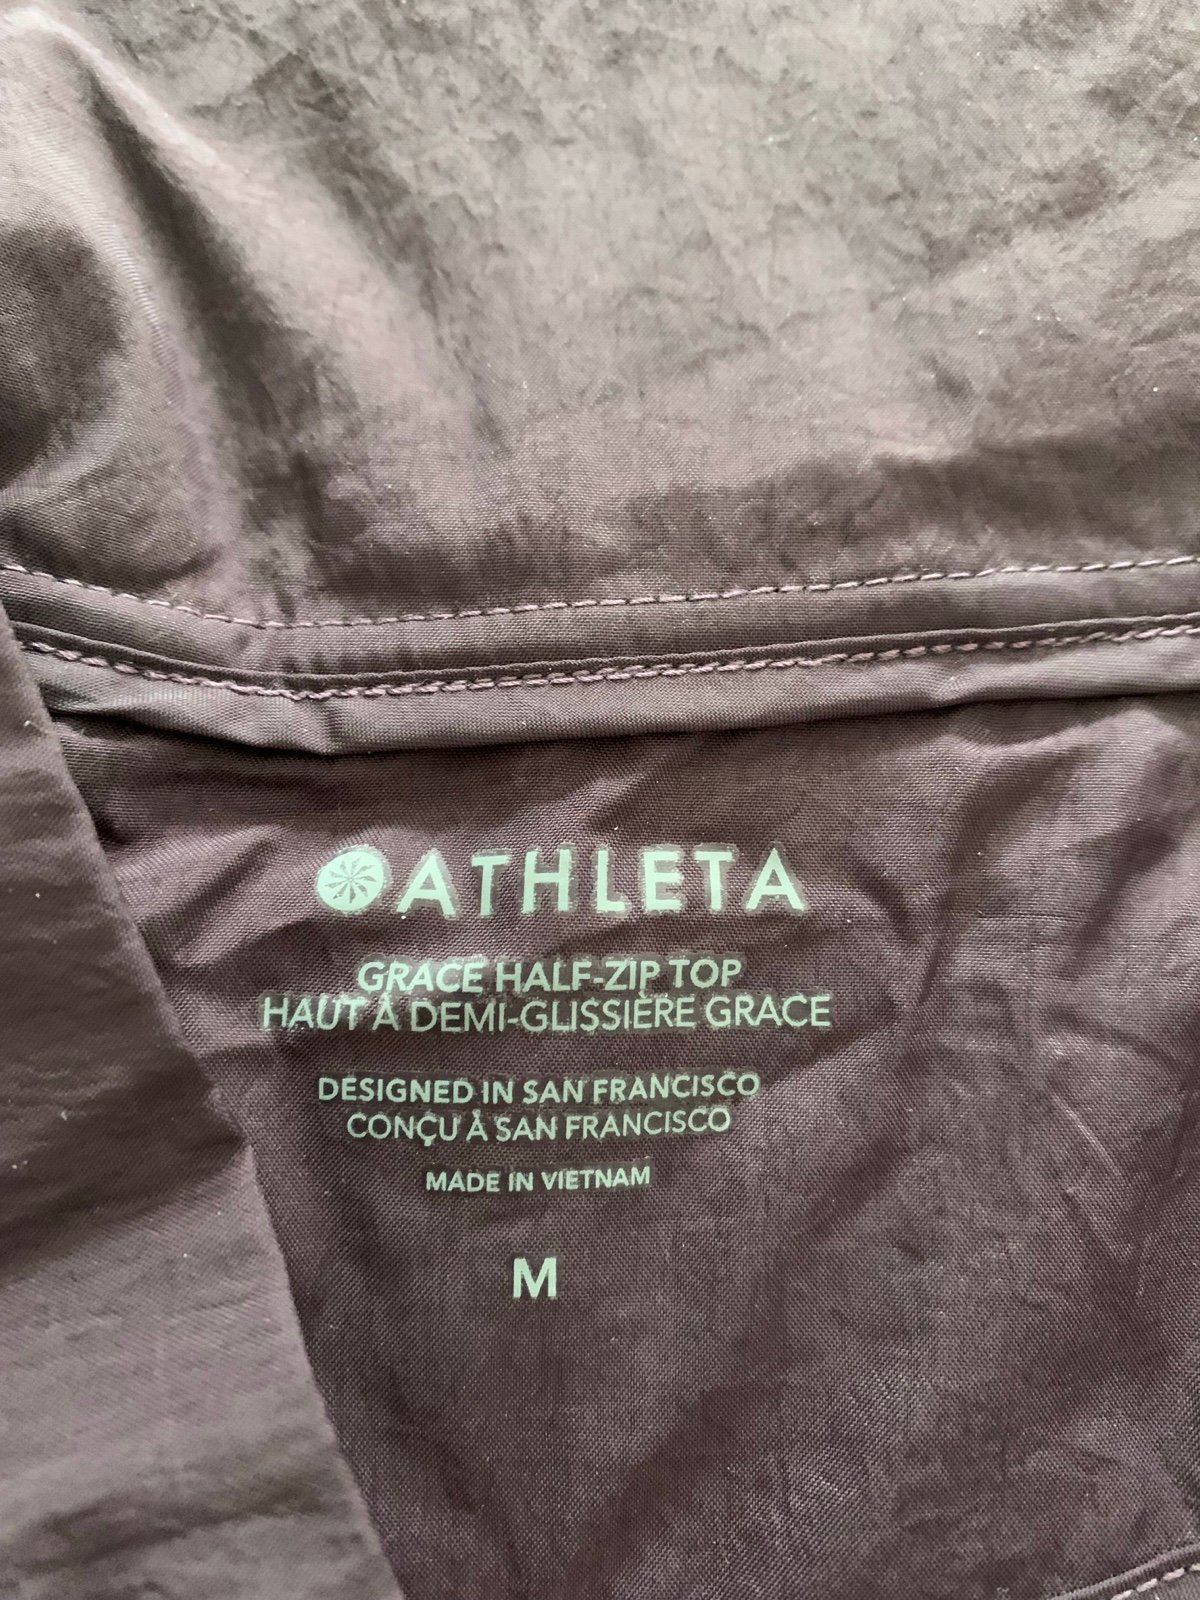 ATHLETA
GRACE HALF-ZIP TOP
HAUT À DEMI-GLISSIÈRE GRACE
DESIGNED IN SAN FRANCISCO
CONÇU À SAN FRANCISCO
MADE IN VIETNAM
M